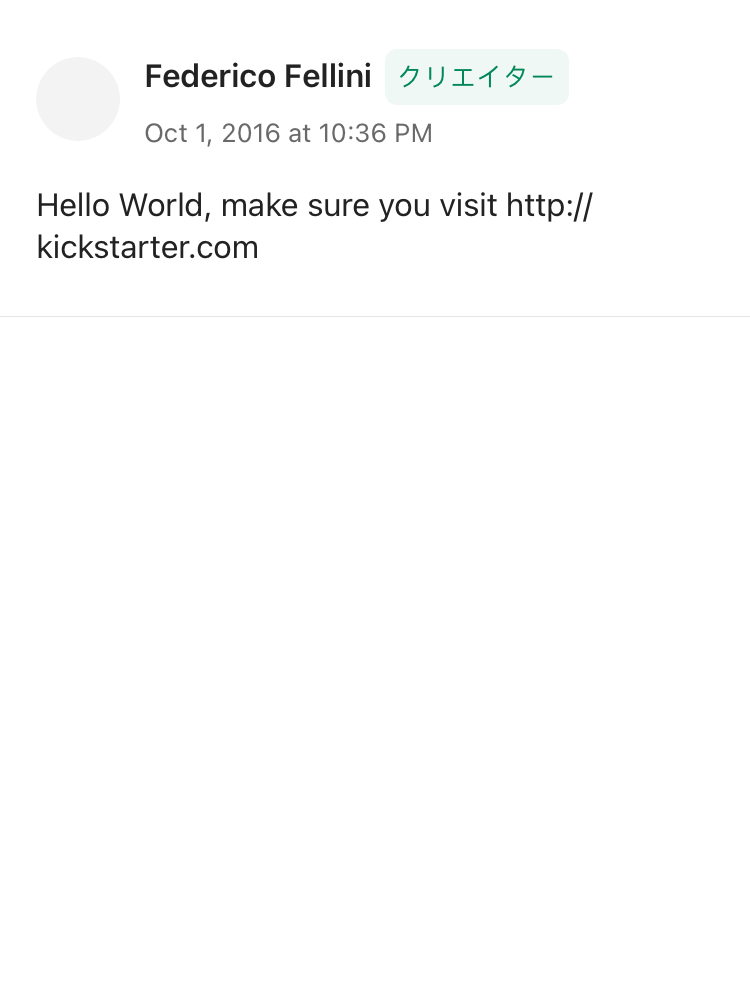 Federico Fellini クリエイター
Oct 1, 2016 at 10:36 PM
Hello World, make sure you visit http://
kickstarter.com